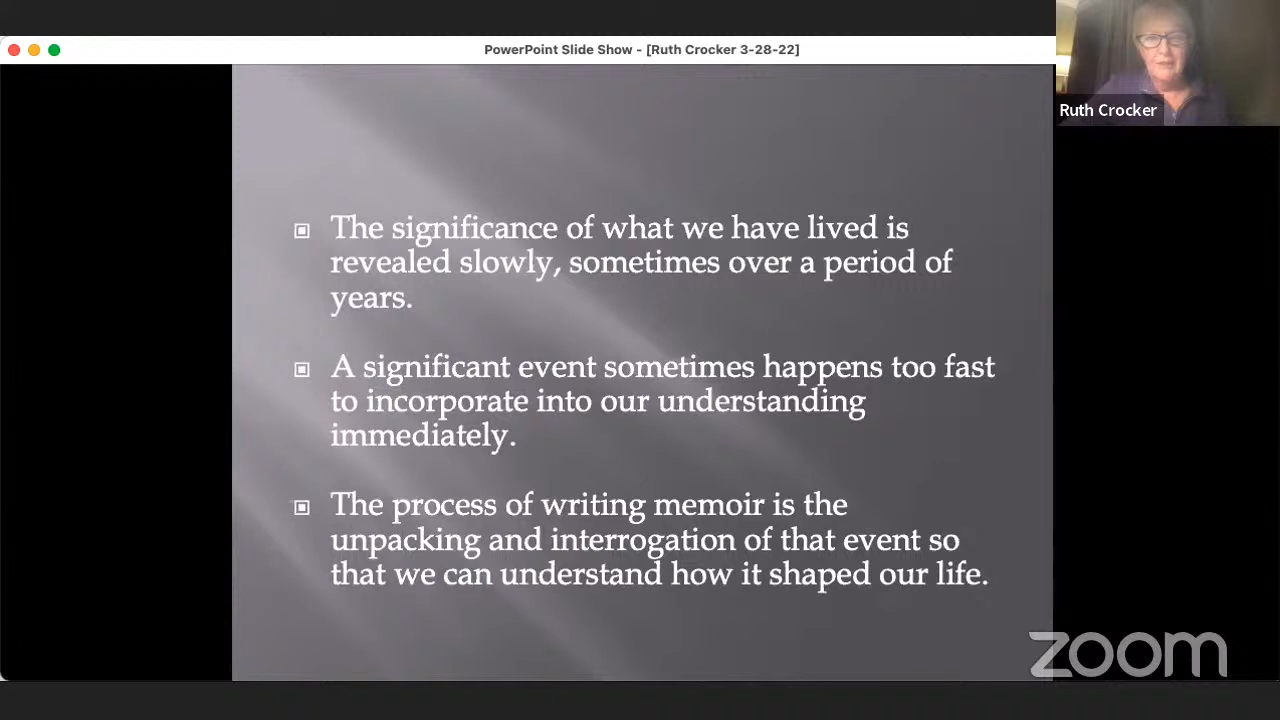 PowerPoint Slide Show - [Ruth Crocker 3-28-22]
Ruth Crocker
The significance of what we have lived is
revealed slowly, sometimes over a period of
years.
A significant event sometimes happens too fast
to incorporate into our understanding
immediately.
The process of writing memoir is the
unpacking and interrogation of that event so
that we can understand how it shaped our life.
zoom